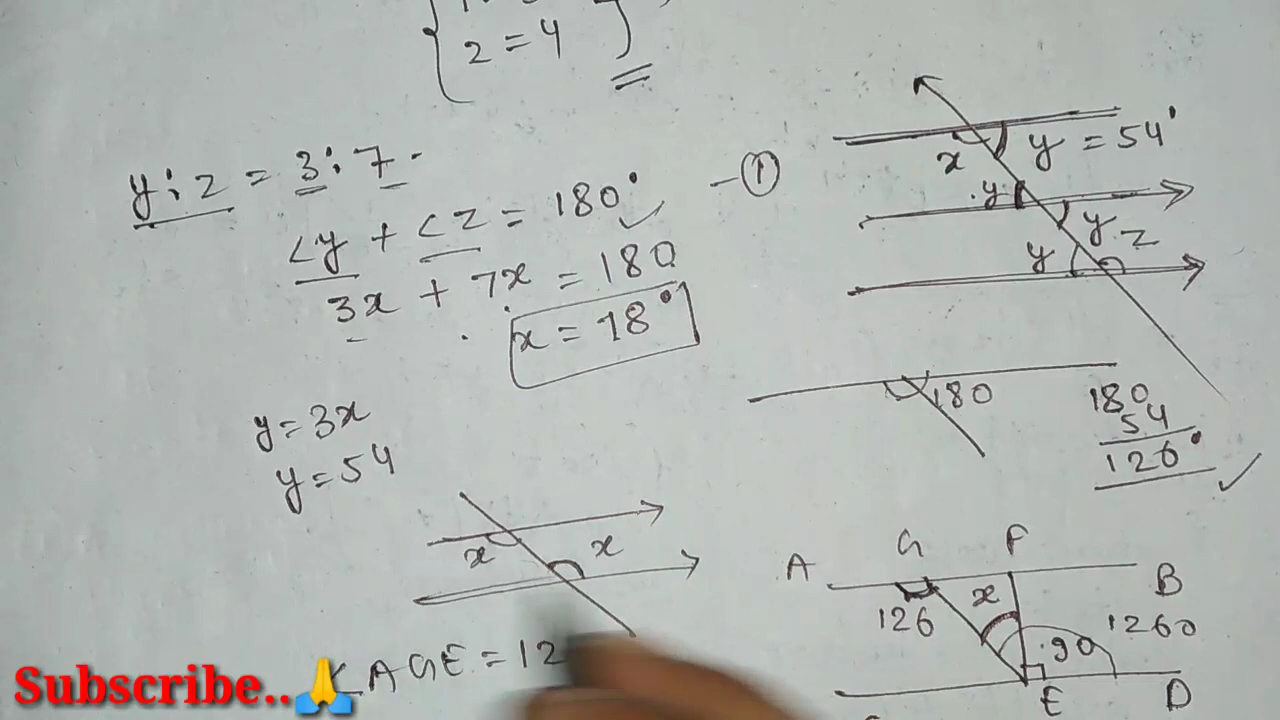 2 = 4
y : z = 3 : 7 .
∠y + ∠z = 180° - ①
3x + 7x = 180
x = 18°
y = 3x
y = 54
x y = 54°
y
y z
y
180
180
54
126°
x x
∠AGE = 12
A G F B
x
126 1260
90
E D
Subscribe..🙏